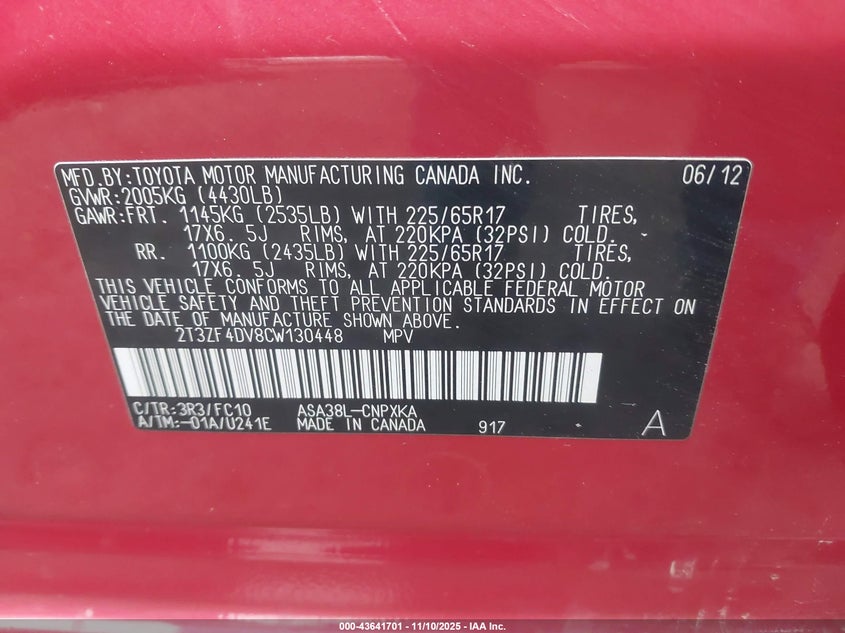 MFD.BY:TOYOTA MOTOR MANUFACTURING CANADA INC. 06/12
GVWR:2005KG (4430LB)
GAWR:FRT. 1145KG (2535LB) WITH 225/65R17 TIRES,
17X6.5J RIMS, AT 220KPA (32PSI) COLD.
RR. 1100KG (2435LB) WITH 225/65R17 TIRES,
17X6.5J RIMS, AT 220KPA (32PSI) COLD.
THIS VEHICLE CONFORMS TO ALL APPLICABLE FEDERAL MOTOR
VEHICLE SAFETY AND THEFT PREVENTION STANDARDS IN EFFECT ON
THE DATE OF MANUFACTURE SHOWN ABOVE.
2T3ZF4DV8CW130448 MPV
C/TR:3R3/FC10 ASA38L-CNPXKA
A/TM:-01A/U241E MADE IN CANADA 917 A
000-43641701 - 11/10/2025 - IAA Inc.